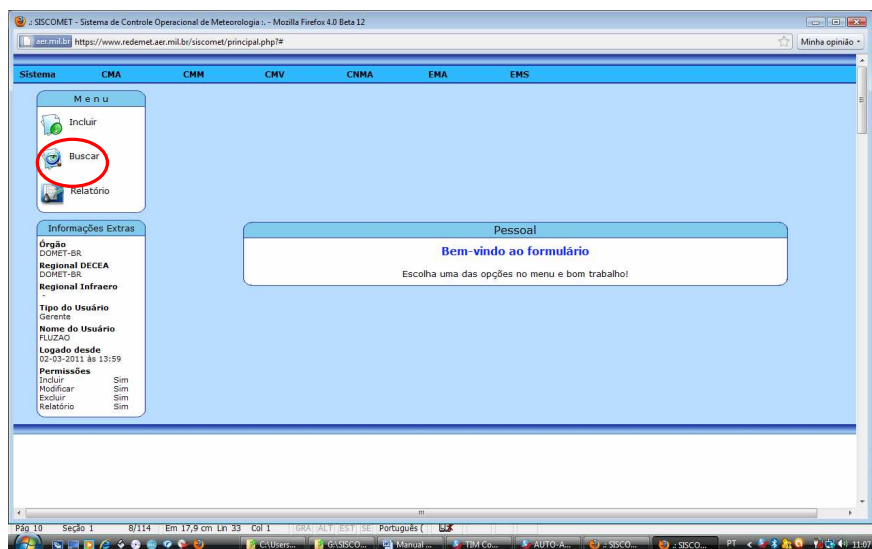 .: SISCOMET - Sistema de Controle Operacional de Meteorologia :. - Mozilla Firefox 4.0 Beta 12
aer.mil.br https://www.redemet.aer.mil.br/siscomet/principal.php?#
Minha opinião
Sistema CMA CMM CMV CNMA EMA EMS
Menu
Incluir
Buscar
Relatório
Informações Extras
Órgão
DOMET-BR
Regional DECEA
DOMET-BR
Regional Infraero
-
Tipo do Usuário
Gerente
Nome do Usuário
FLUZAO
Logado desde
02-03-2011 às 13:59
Permissões
Incluir Sim
Modificar Sim
Excluir Sim
Relatório Sim
Pessoal
Bem-vindo ao formulário
Escolha uma das opções no menu e bom trabalho!
Pág 10 Seção 1 8/114 Em 17,9 cm Lin 33 Col 1 GRA ALT EST SE Português (
C:\Users... G:\SISCO... Manual ... TIM Co... AUTO-A... .: SISCO... .: SISCO... PT 11:07